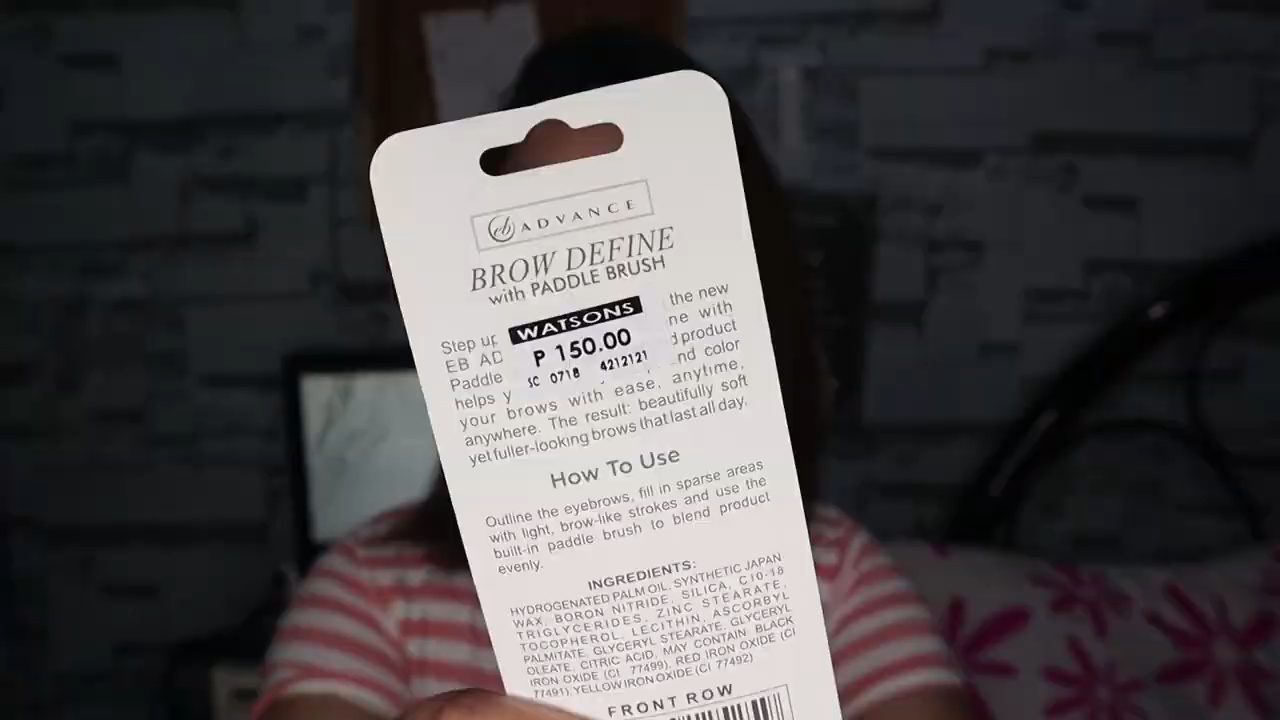 eb ADVANCE
BROW DEFINE
with PADDLE BRUSH
WATSONS
P 150.00
SC 0718 4212121
Step up the new
EB AD ne with
Paddle product
helps y nd color
your brows with ease, anytime,
anywhere. The result: beautifully soft
yet fuller-looking brows that last all day.
How To Use
Outline the eyebrows, fill in sparse areas
with light, brow-like strokes and use the
built-in paddle brush to blend product
evenly.
INGREDIENTS:
HYDROGENATED PALM OIL, SYNTHETIC JAPAN
WAX, BORON NITRIDE, SILICA, C10-18
TRIGLYCERIDES, ZINC STEARATE,
TOCOPHEROL, LECITHIN, ASCORBYL
PALMITATE, GLYCERYL STEARATE, GLYCERYL
OLEATE, CITRIC ACID, MAY CONTAIN BLACK
IRON OXIDE (CI 77499), RED IRON OXIDE (CI
77491), YELLOW IRON OXIDE (CI 77492)
FRONT ROW